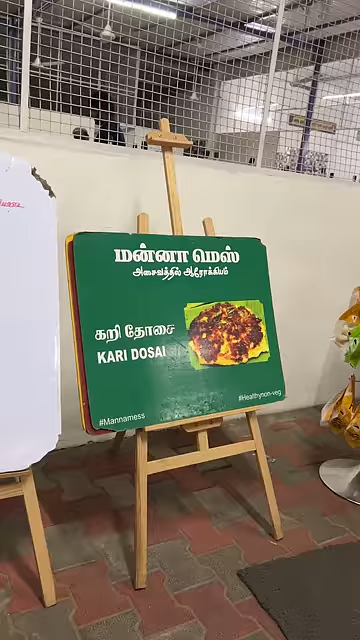 மன்னா மெஸ்
அசைவத்தில் ஆரோக்கியம்
கறி தோசை
KARI DOSAI
#Mannamess
#Healthynon-veg